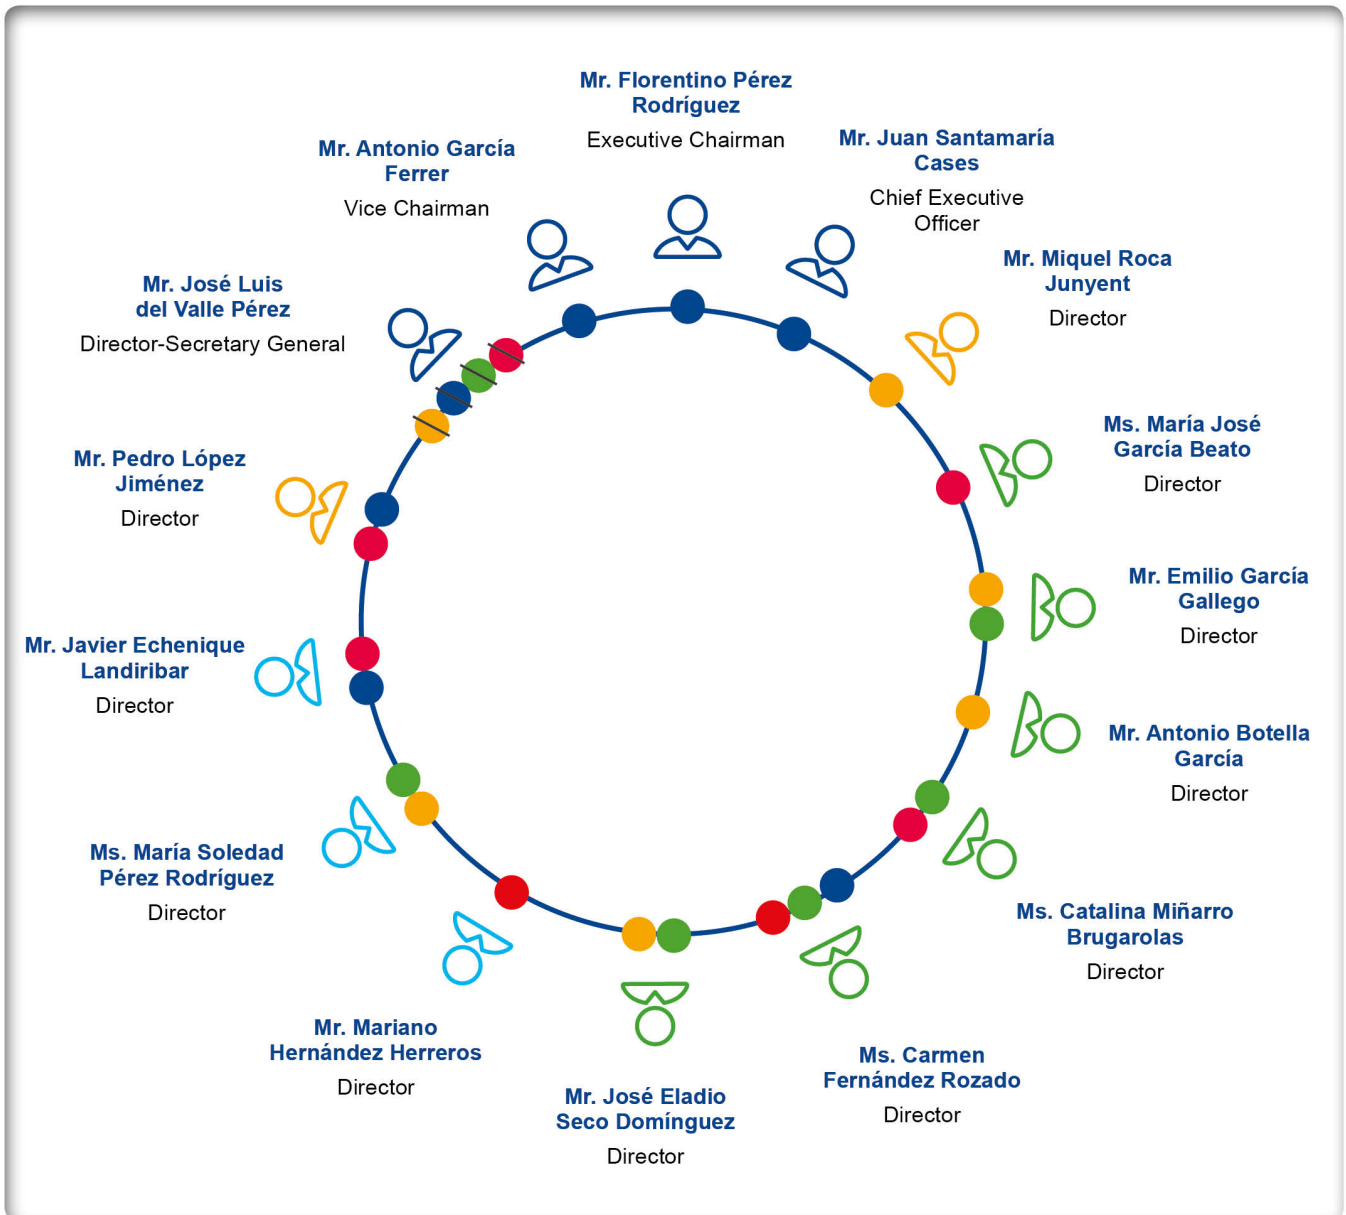 Mr. Florentino Pérez
Rodríguez
Executive Chairman
Mr. Juan Santamaría
Cases
Chief Executive
Officer
Mr. Miquel Roca
Junyent
Director
Ms. María José
García Beato
Director
Mr. Emilio García
Gallego
Director
Mr. Antonio Botella
García
Director
Ms. Catalina Miñarro
Brugarolas
Director
Ms. Carmen
Fernández Rozado
Director
Mr. José Eladio
Seco Domínguez
Director
Mr. Mariano
Hernández Herreros
Director
Ms. María Soledad
Pérez Rodríguez
Director
Mr. Javier Echenique
Landiribar
Director
Mr. Pedro López
Jiménez
Director
Mr. José Luis
del Valle Pérez
Director-Secretary General
Mr. Antonio García
Ferrer
Vice Chairman